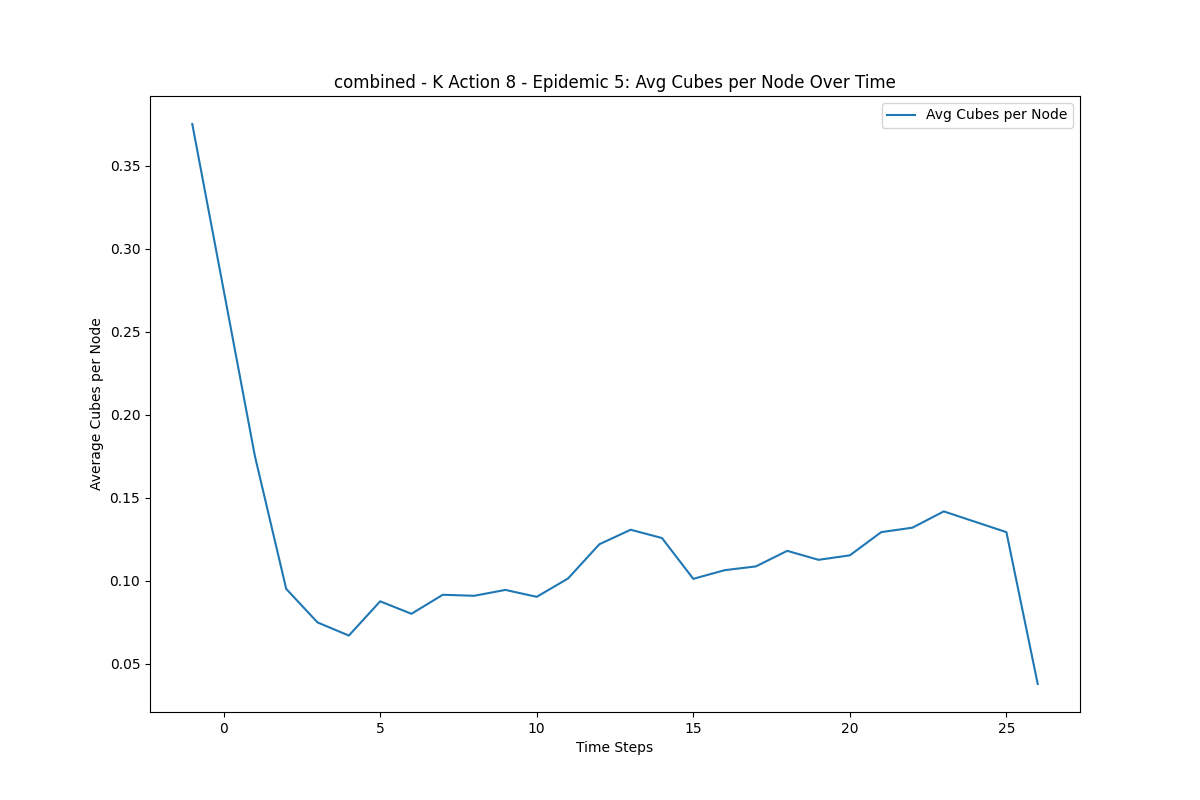 combined - K Action 8 - Epidemic 5: Avg Cubes per Node Over Time
Avg Cubes per Node
0.35
0.30
0.25
0.20
0.15
0.10
0.05
Average Cubes per Node
0 5 10 15 20 25
Time Steps